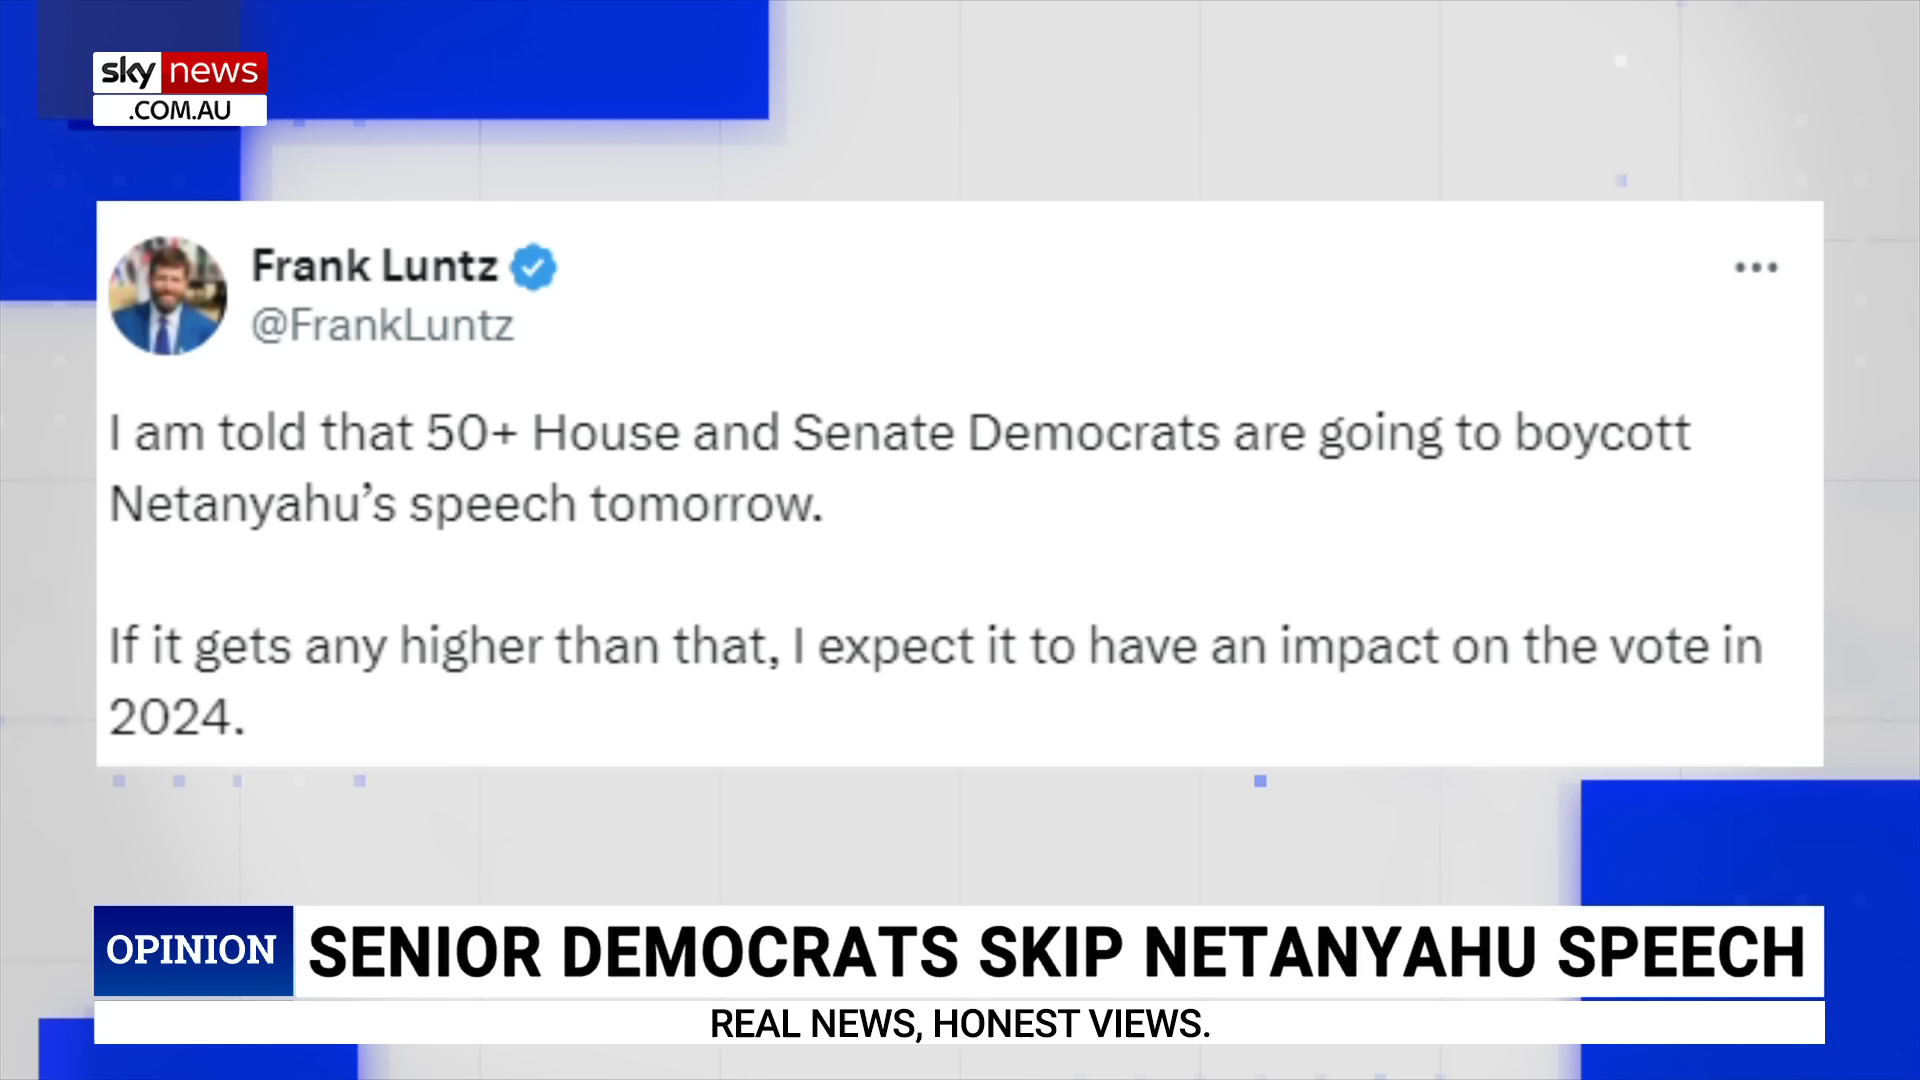 sky news
.COM.AU
Frank Luntz
@FrankLuntz
I am told that 50+ House and Senate Democrats are going to boycott
Netanyahu’s speech tomorrow.
If it gets any higher than that, I expect it to have an impact on the vote in
2024.
OPINION SENIOR DEMOCRATS SKIP NETANYAHU SPEECH
REAL NEWS, HONEST VIEWS.